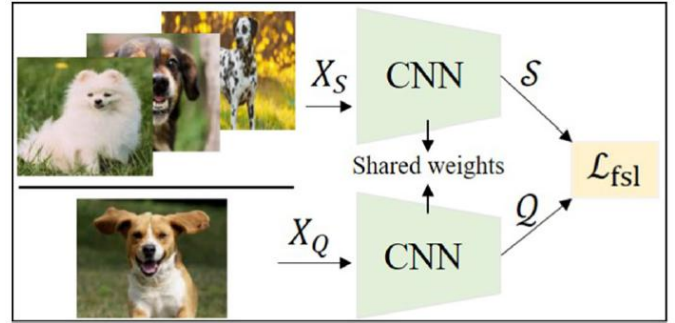 X_S
CNN
𝒮
Shared weights
ℒ_fsl
X_Q
CNN
𝒬